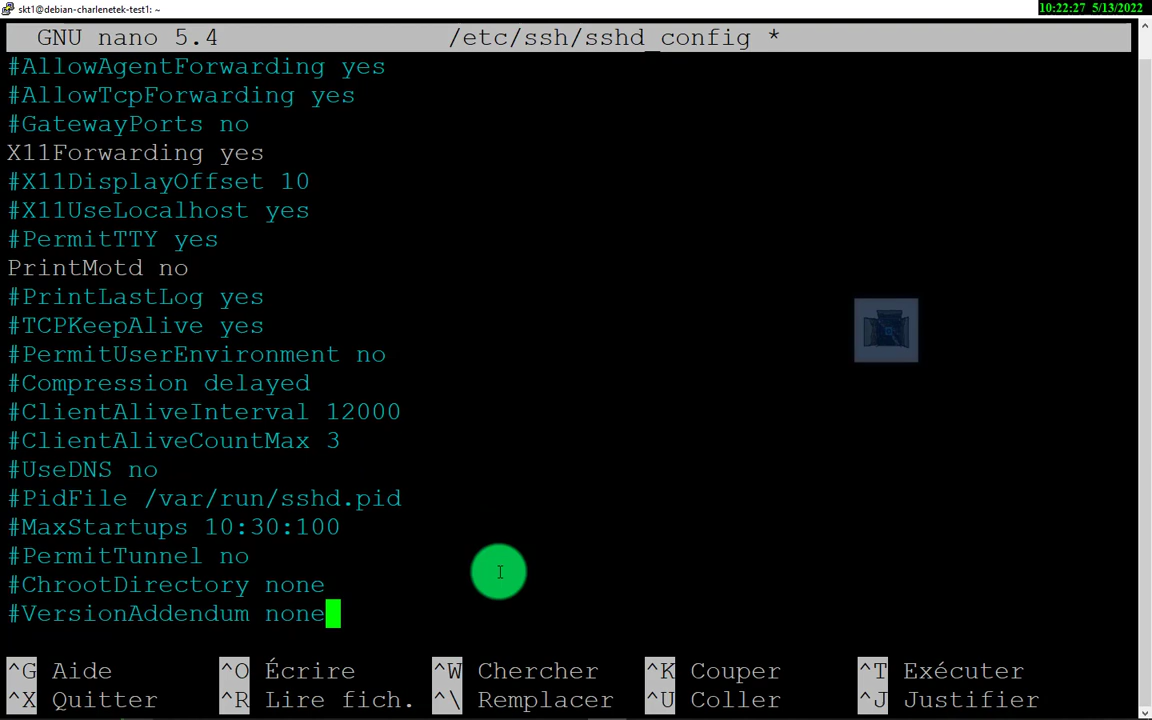 skt1@debian-charlenetek-test1: ~
10:22:27 5/13/2022
GNU nano 5.4 /etc/ssh/sshd_config *
#AllowAgentForwarding yes
#AllowTcpForwarding yes
#GatewayPorts no
X11Forwarding yes
#X11DisplayOffset 10
#X11UseLocalhost yes
#PermitTTY yes
PrintMotd no
#PrintLastLog yes
#TCPKeepAlive yes
#PermitUserEnvironment no
#Compression delayed
#ClientAliveInterval 12000
#ClientAliveCountMax 3
#UseDNS no
#PidFile /var/run/sshd.pid
#MaxStartups 10:30:100
#PermitTunnel no
#ChrootDirectory none
#VersionAddendum none
^G Aide ^O Écrire ^W Chercher ^K Couper ^T Exécuter
^X Quitter ^R Lire fich. ^\ Remplacer ^U Coller ^J Justifier